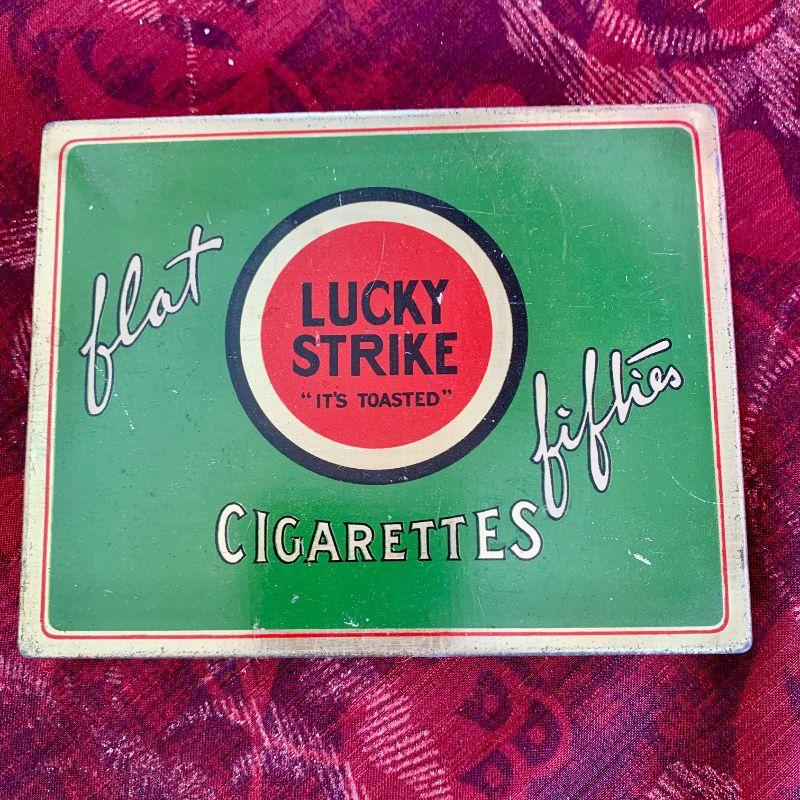 flat
LUCKY
STRIKE
"IT'S TOASTED"
fifties
CIGARETTES